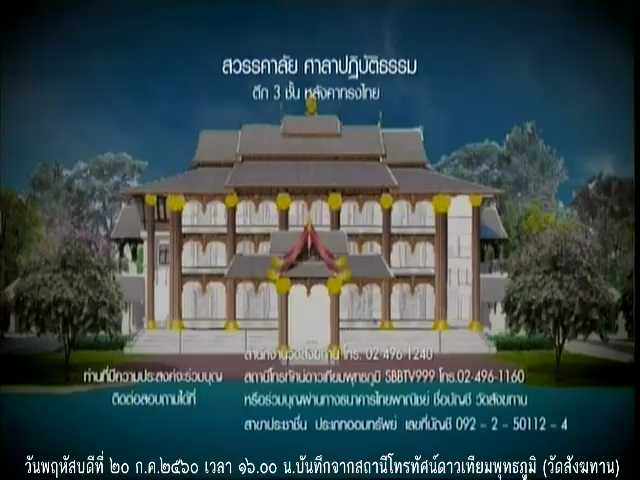 สวรรคาลัย ศาลาปฏิบัติธรรม
ตึก 3 ชั้น หลังคาทรงไทย
สำนักงานวัดสังฆทาน โทร. 02-496-1240
ท่านที่มีความประสงค์จะร่วมบุญ สถานีโทรทัศน์ดาวเทียมพุทธภูมิ SBBTV999 โทร.02-496-1160
ติดต่อสอบถามได้ที่ หรือร่วมบุญผ่านทางธนาคารไทยพาณิชย์ ชื่อบัญชี วัดสังฆทาน
สาขาประชาชื่น ประเภทออมทรัพย์ เลขที่บัญชี 092 - 2 - 50112 - 4
วันพฤหัสบดีที่ ๒๐ ก.ค.๒๕๖๐ เวลา ๑๖.๐๐ น.บันทึกจากสถานีโทรทัศน์ดาวเทียมพุทธภูมิ (วัดสังฆทาน)